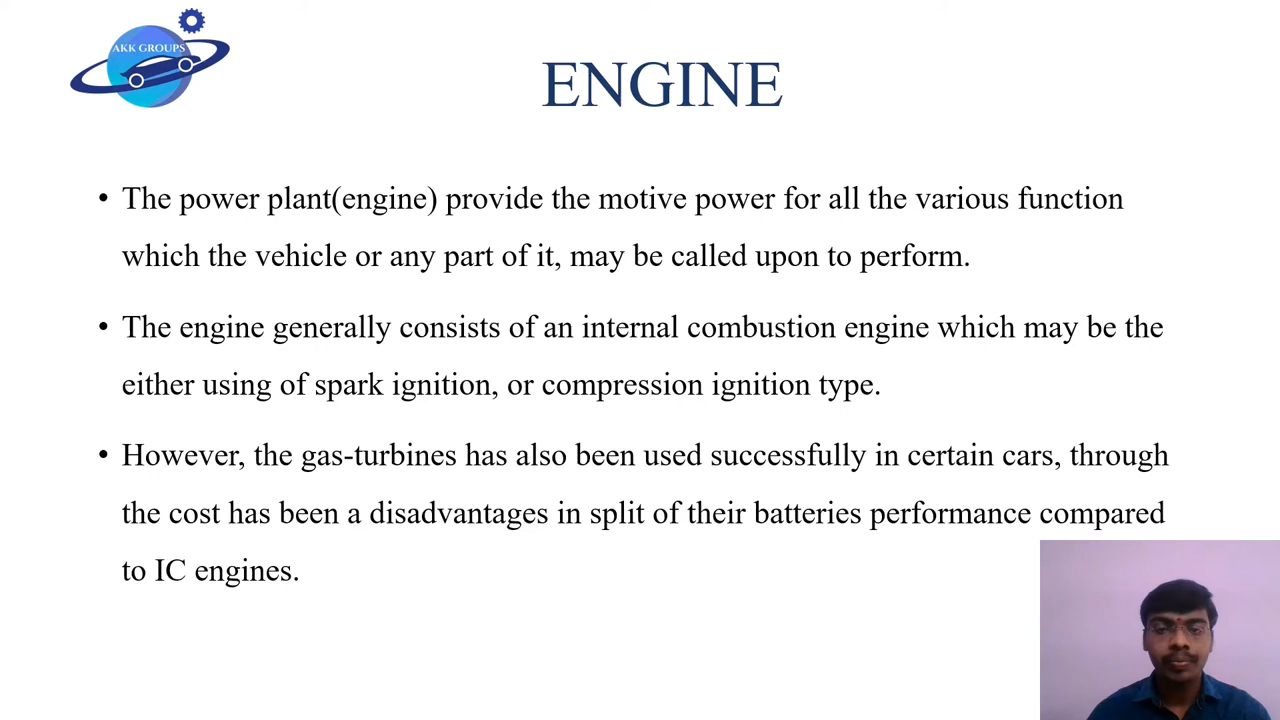 AKK GROUPS
ENGINE
• The power plant(engine) provide the motive power for all the various function
which the vehicle or any part of it, may be called upon to perform.
• The engine generally consists of an internal combustion engine which may be the
either using of spark ignition, or compression ignition type.
• However, the gas-turbines has also been used successfully in certain cars, through
the cost has been a disadvantages in split of their batteries performance compared
to IC engines.